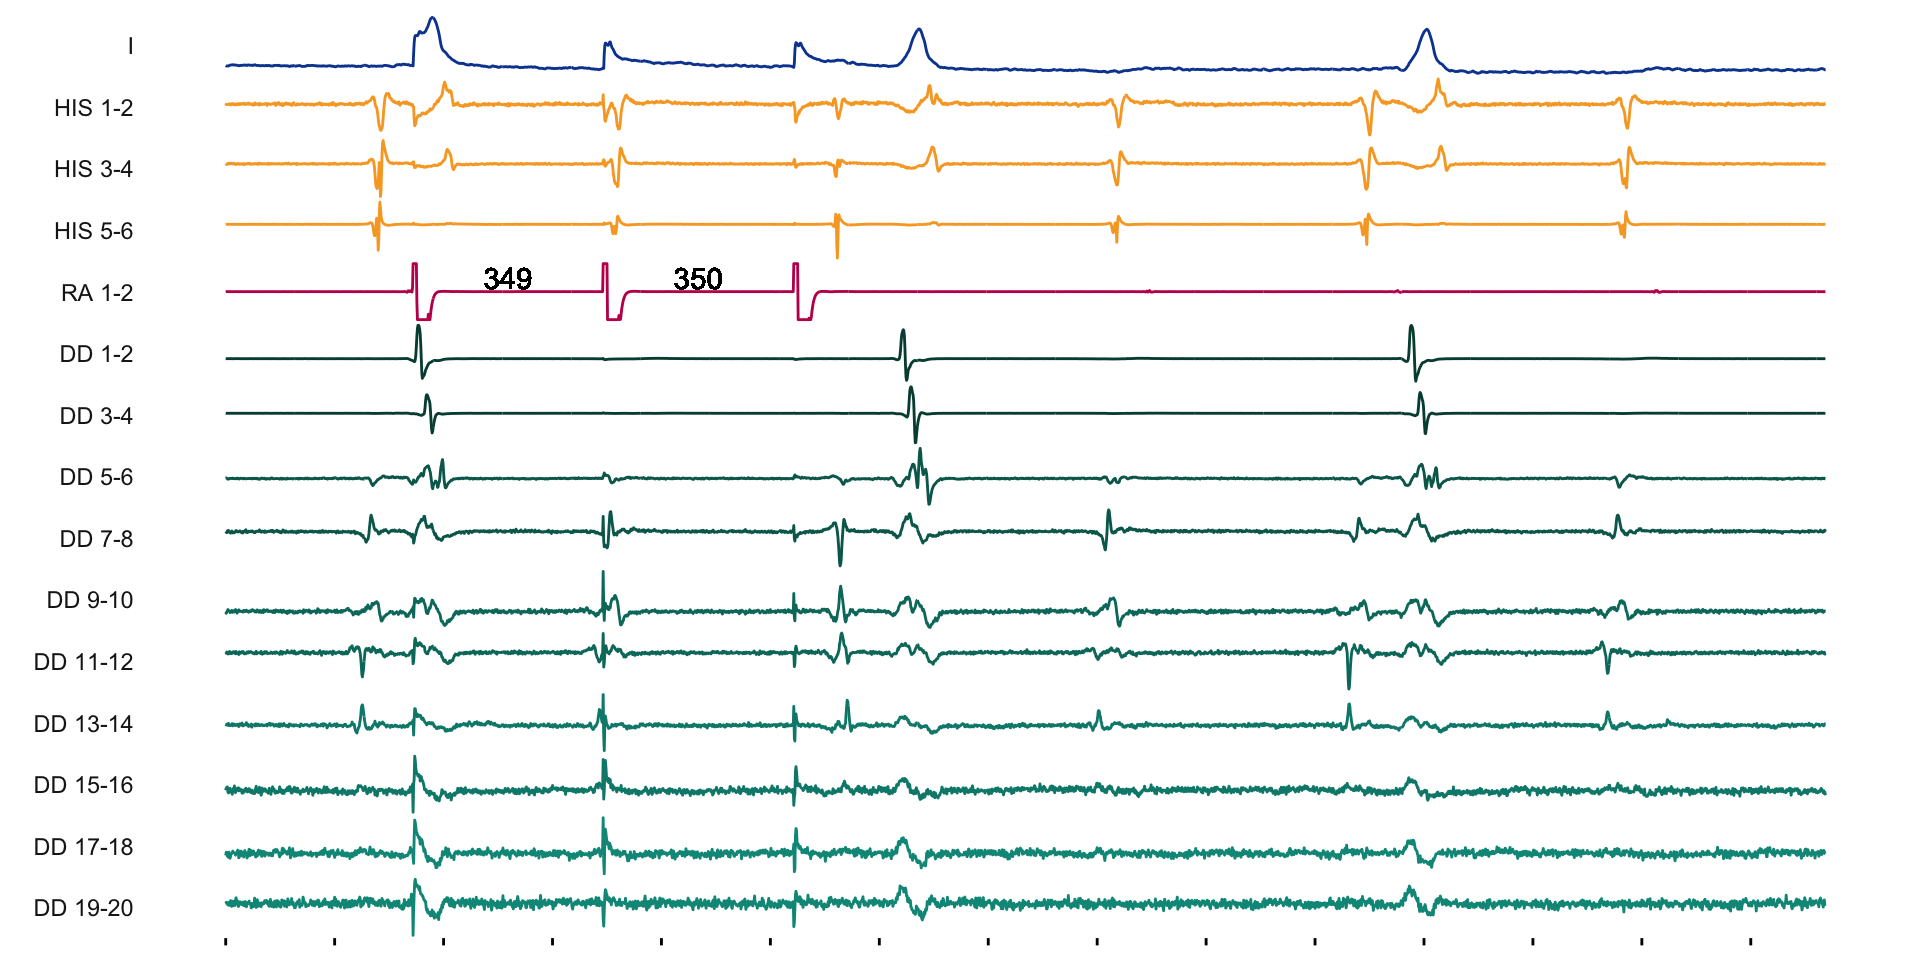 I
HIS 1-2
HIS 3-4
HIS 5-6
349 350
RA 1-2
DD 1-2
DD 3-4
DD 5-6
DD 7-8
DD 9-10
DD 11-12
DD 13-14
DD 15-16
DD 17-18
DD 19-20